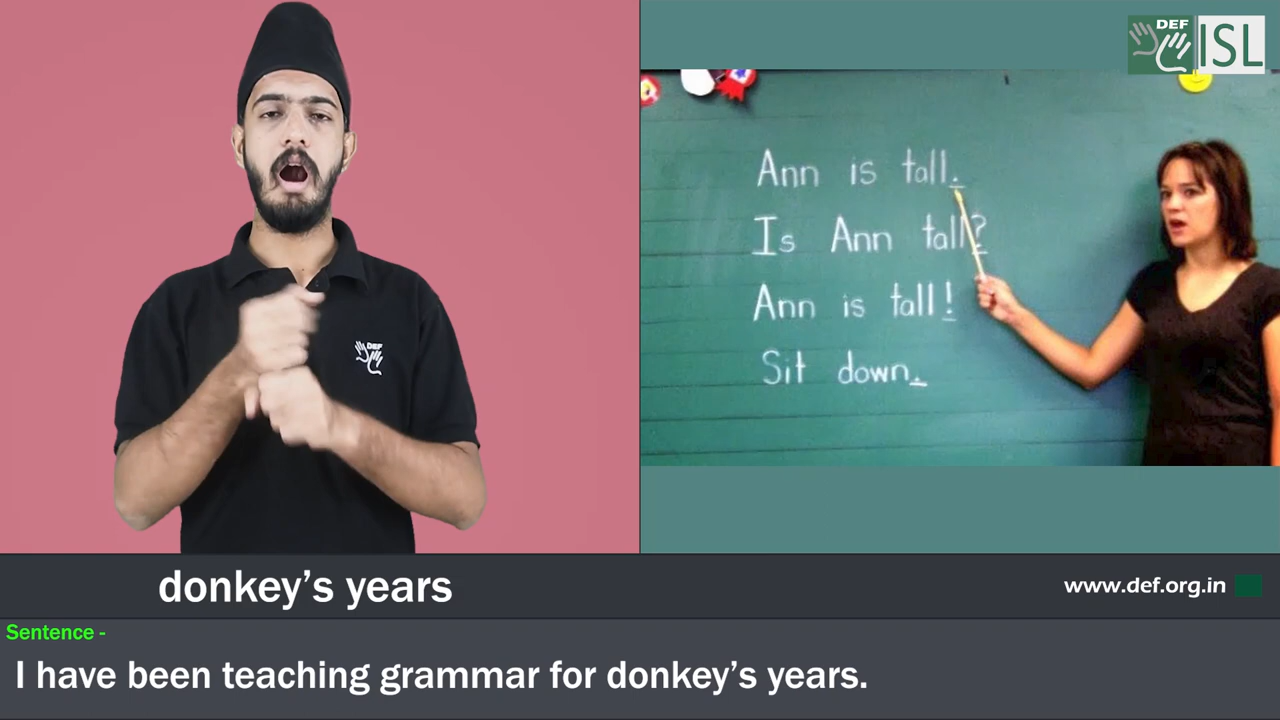 DEF
ISL
Ann is tall.
Is Ann tall?
Ann is tall!
Sit down.
DEF
donkey's years
www.def.org.in
Sentence -
I have been teaching grammar for donkey's years.